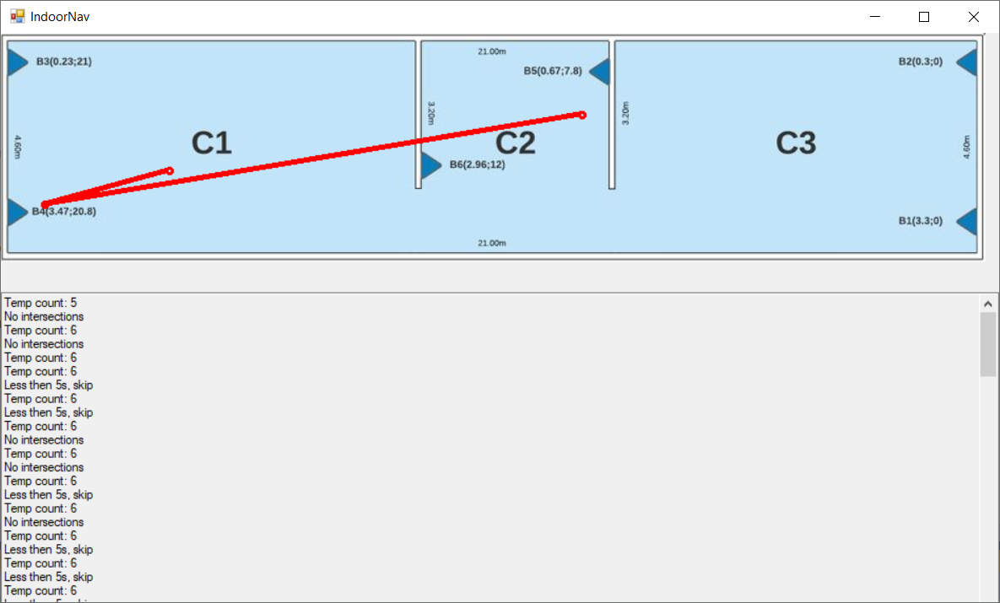 IndoorNav
21.00m
B3(0.23;21)
B5(0.67;7.8)
B2(0.3;0)
3.20m
3.20m
4.60m
C1
C2
C3
4.60m
B6(2.96;12)
B4(3.47;20.8)
B1(3.3;0)
21.00m
Temp count: 5
No intersections
Temp count: 6
No intersections
Temp count: 6
Temp count: 6
Less then 5s, skip
Temp count: 6
Less then 5s, skip
Temp count: 6
No intersections
Temp count: 6
No intersections
Temp count: 6
Less then 5s, skip
Temp count: 6
No intersections
Temp count: 6
Less then 5s, skip
Temp count: 6
Less then 5s, skip
Temp count: 6